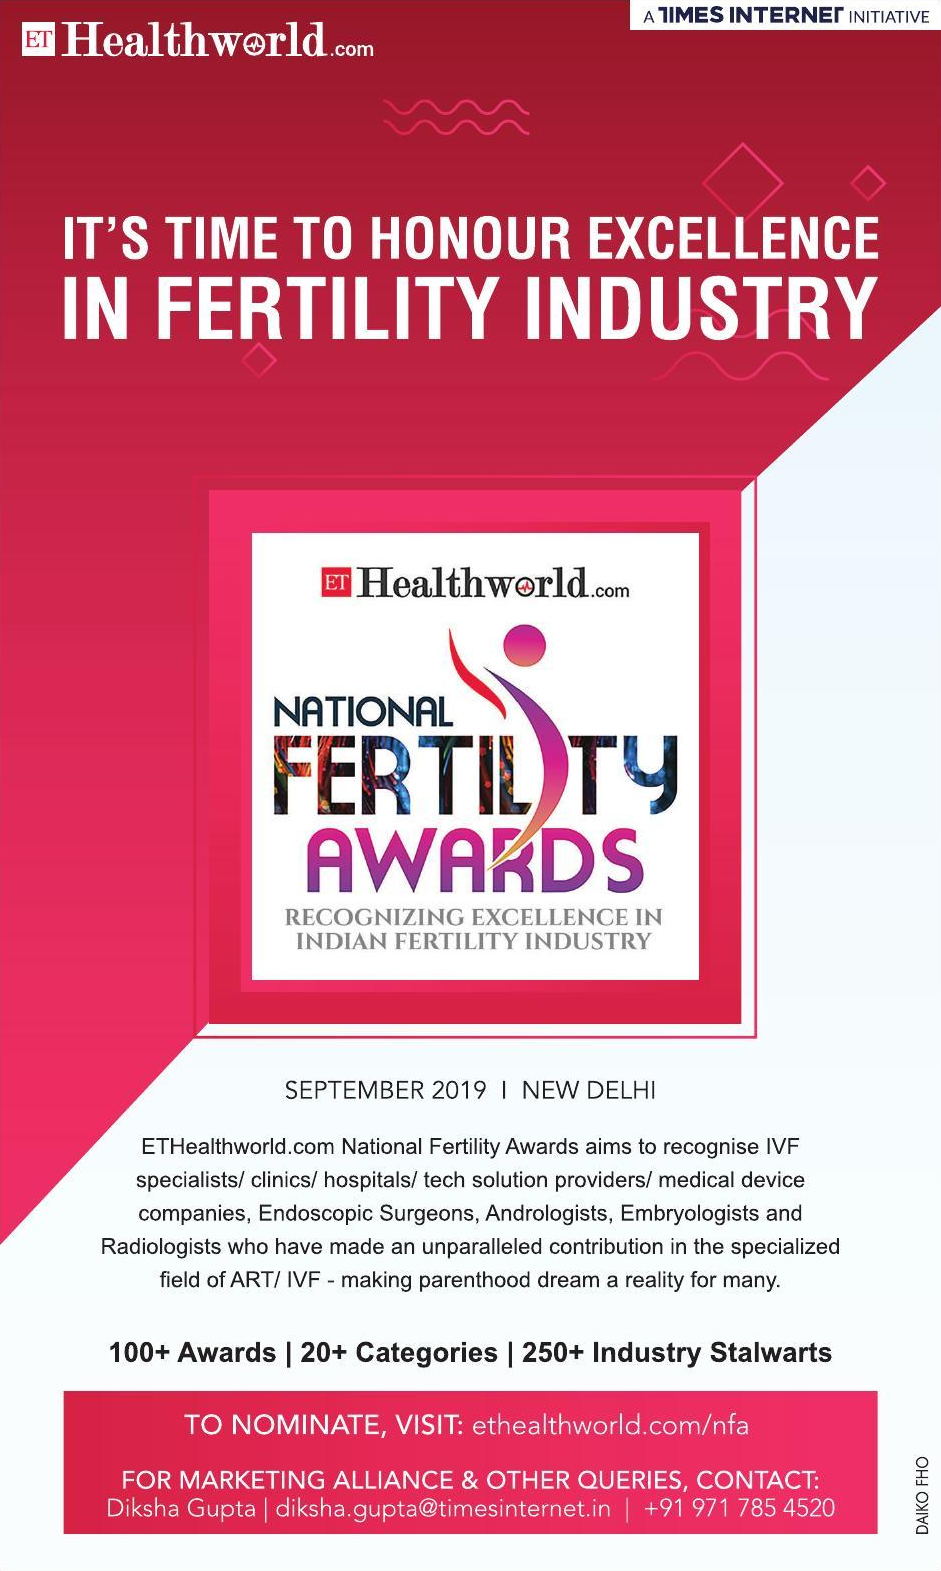 A TIMES INTERNET INITIATIVE
ET Healthworld.com
IT'S TIME TO HONOUR EXCELLENCE
IN FERTILITY INDUSTRY
ET Healthworld.com
NATIONAL
FERTILITY
AWARDS
RECOGNIZING EXCELLENCE IN
INDIAN FERTILITY INDUSTRY
SEPTEMBER 2019 I NEW DELHI
ETHealthworld.com National Fertility Awards aims to recognise IVF
specialists/ clinics/ hospitals/ tech solution providers/ medical device
companies, Endoscopic Surgeons, Andrologists, Embryologists and
Radiologists who have made an unparalleled contribution in the specialized
field of ART/ IVF - making parenthood dream a reality for many.
100+ Awards | 20+ Categories | 250+ Industry Stalwarts
TO NOMINATE, VISIT: ethealthworld.com/nfa
FOR MARKETING ALLIANCE & OTHER QUERIES, CONTACT:
Diksha Gupta | diksha.gupta@timesinternet.in | +91 971 785 4520
DAIKO FHO